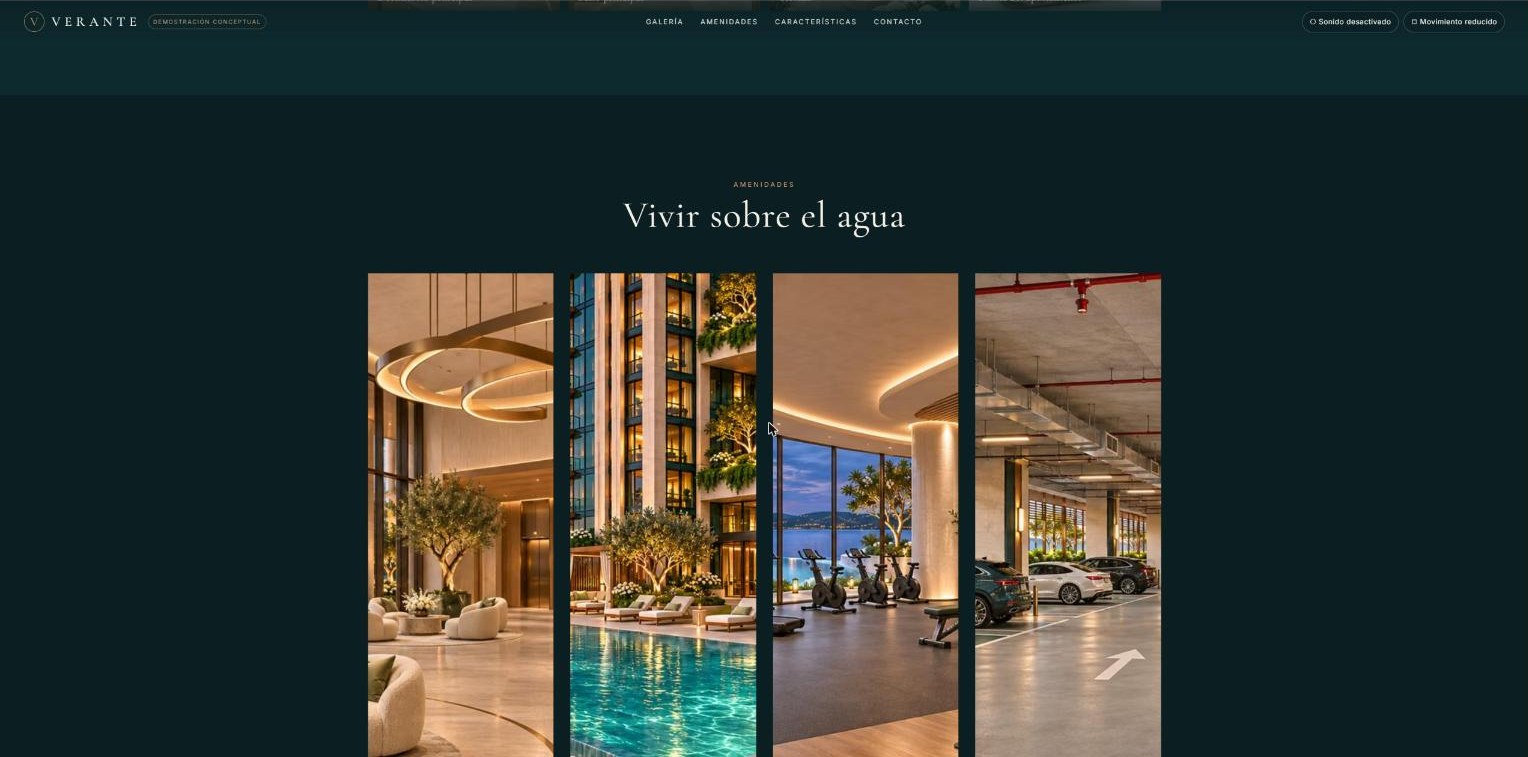 V VERANTE
DEMOSTRACIÓN CONCEPTUAL
GALERÍA
AMENIDADES
CARACTERÍSTICAS
CONTACTO
Sonido desactivado
Movimiento reducido
AMENIDADES
Vivir sobre el agua